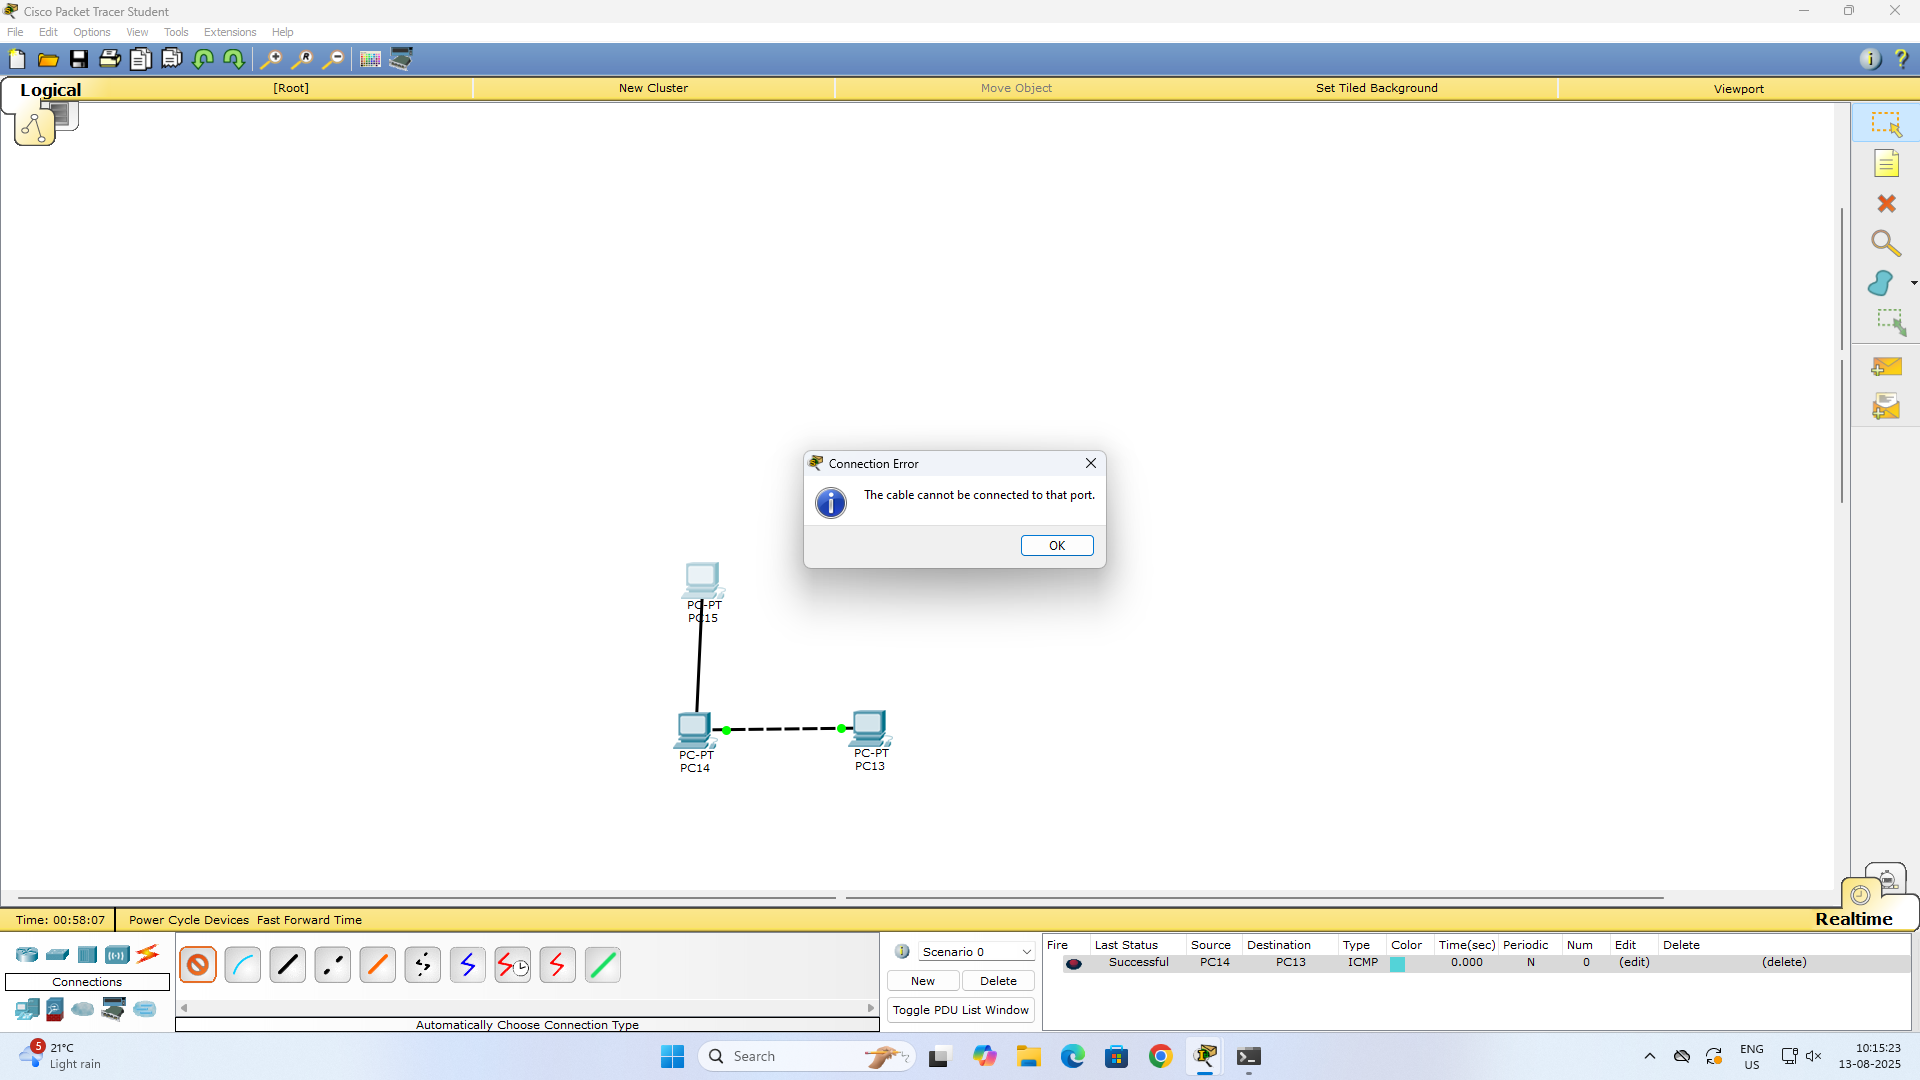 Cisco Packet Tracer Student
File Edit Options View Tools Extensions Help
Logical [Root] New Cluster Move Object Set Tiled Background Viewport
Connection Error
The cable cannot be connected to that port.
OK
PC-PT
PC15
PC-PT
PC14
PC-PT
PC13
Time: 00:58:07 Power Cycle Devices Fast Forward Time
Realtime
Connections
Automatically Choose Connection Type
Scenario 0
New Delete
Toggle PDU List Window
Fire Last Status Source Destination Type Color Time(sec) Periodic Num Edit Delete
Successful PC14 PC13 ICMP 0.000 N 0 (edit) (delete)
5
21°C
Light rain
Search
ENG
US
10:15:23
13-08-2025